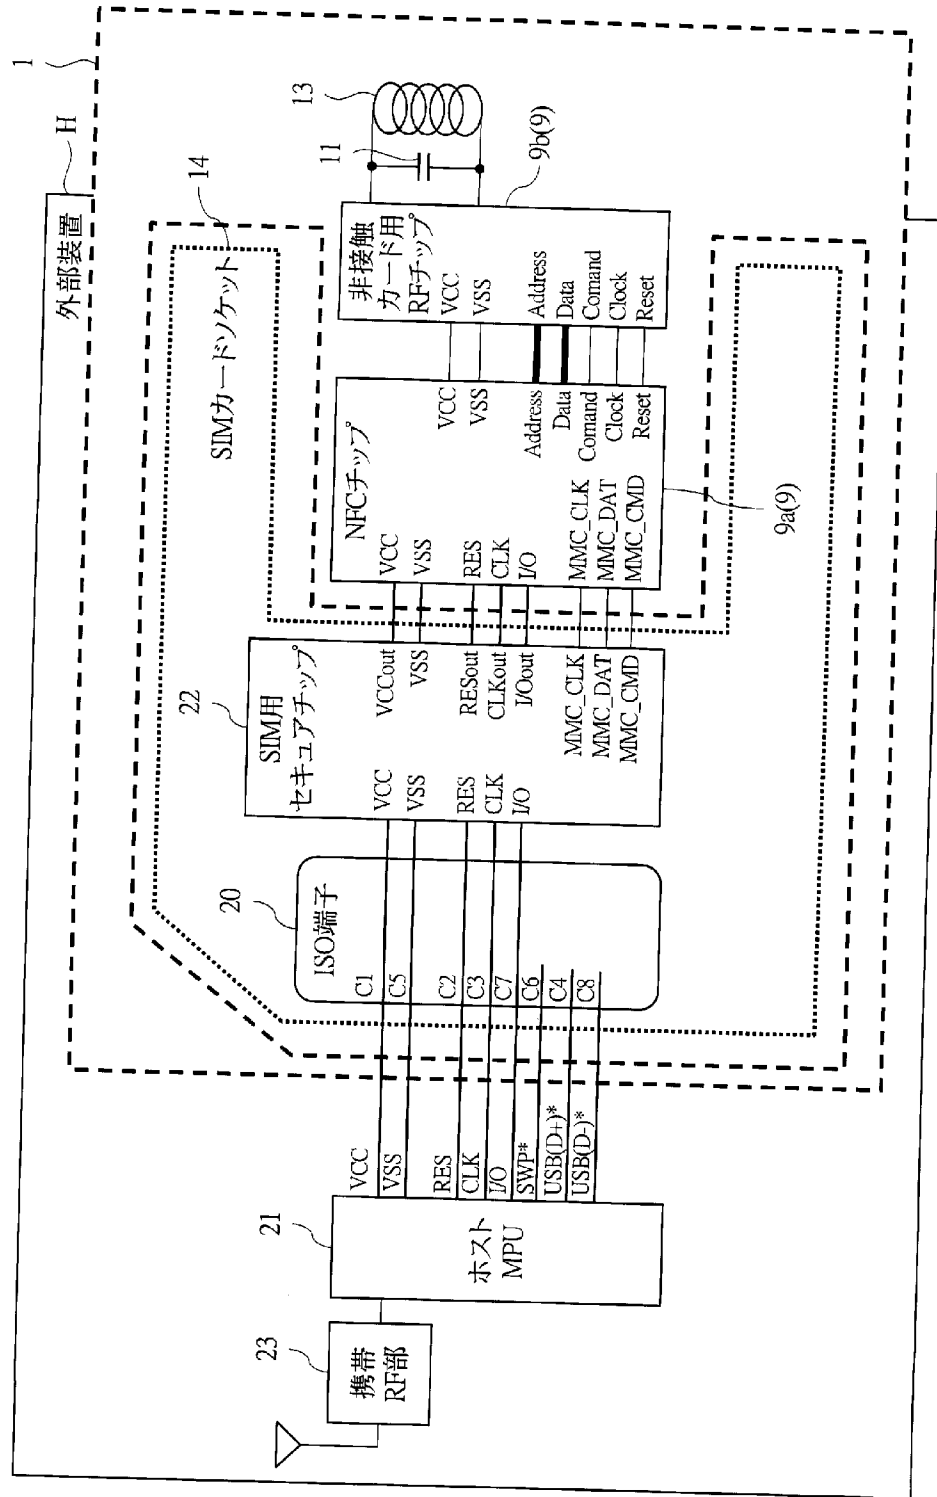 1
外部装置
H
14
SIMカードソケット
13
11
9b(9)
非接触
カード用
RFチップ
VCC
VSS
Address
Data
Comand
Clock
Reset
NFCチップ
VCC
VSS
Address
Data
Comand
Clock
Reset
VCC
VSS
RES
CLK
I/O
MMC_CLK
MMC_DAT
MMC_CMD
9a(9)
22
SIM用
セキュアチップ
VCCout
VSS
RESout
CLKout
I/Oout
MMC_CLK
MMC_DAT
MMC_CMD
VCC
VSS
RES
CLK
I/O
20
ISO端子
C1
C5
C2
C3
C7
C6
C4
C8
VCC
VSS
RES
CLK
I/O
SWP*
USB(D+)*
USB(D-)*
21
ホスト
MPU
23
携帯
RF部